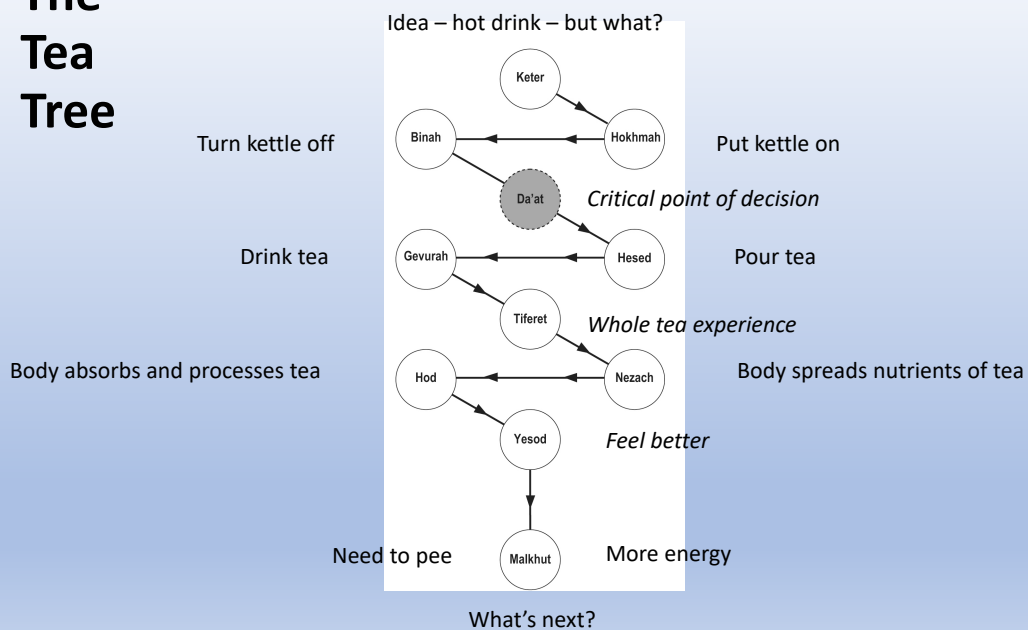 The
Tea
Tree
Idea – hot drink – but what?
Keter
Turn kettle off
Binah
Hokhmah
Put kettle on
Da'at
Critical point of decision
Drink tea
Gevurah
Hesed
Pour tea
Tiferet
Whole tea experience
Body absorbs and processes tea
Hod
Nezach
Body spreads nutrients of tea
Yesod
Feel better
Need to pee
Malkhut
More energy
What's next?